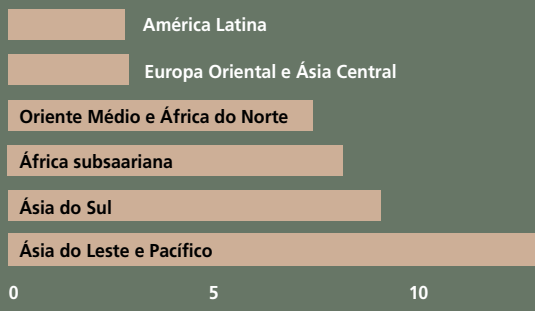 América Latina
Europa Oriental e Ásia Central
Oriente Médio e África do Norte
África subsaariana
Ásia do Sul
Ásia do Leste e Pacífico
0 5 10